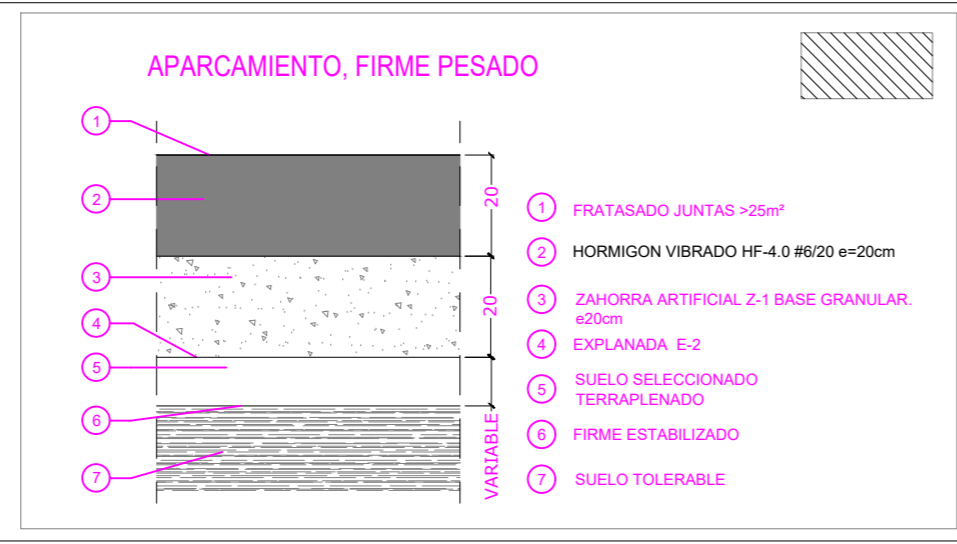 APARCAMIENTO, FIRME PESADO
1
2
3
4
5
6
7
20
20
VARIABLE
1 FRATASADO JUNTAS >25m²
2 HORMIGON VIBRADO HF-4.0 #6/20 e=20cm
3 ZAHORRA ARTIFICIAL Z-1 BASE GRANULAR.
e20cm
4 EXPLANADA E-2
5 SUELO SELECCIONADO
TERRAPLENADO
6 FIRME ESTABILIZADO
7 SUELO TOLERABLE